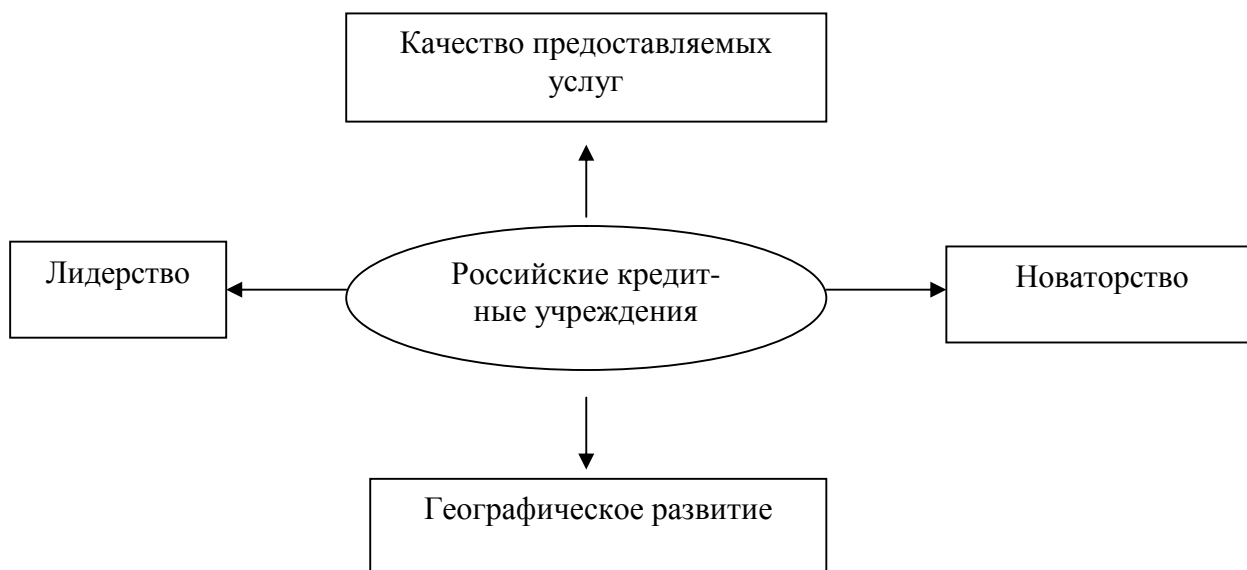 Качество предоставляемых
услуг
Лидерство
Российские кредит-
ные учреждения
Новаторство
Географическое развитие